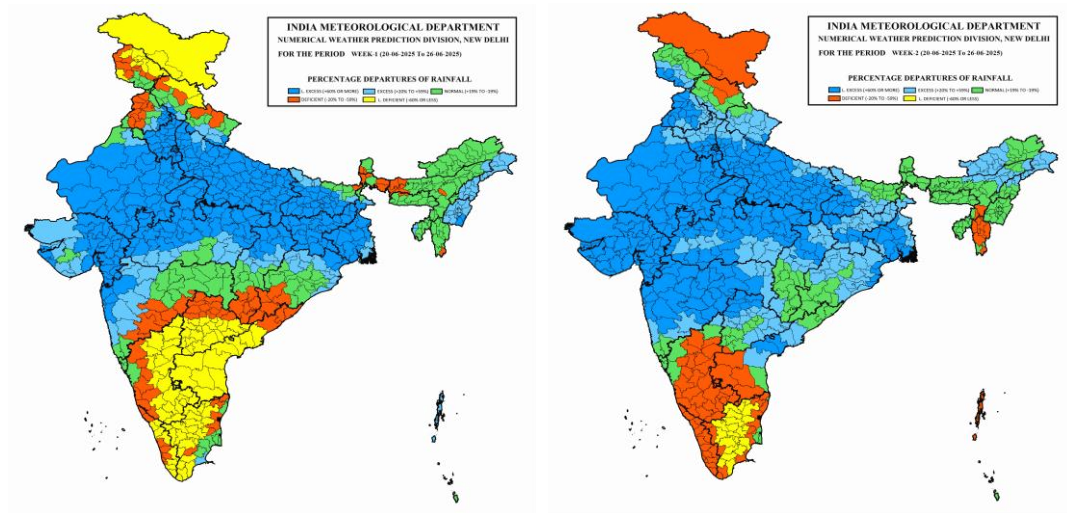 INDIA METEOROLOGICAL DEPARTMENT
NUMERICAL WEATHER PREDICTION DIVISION, NEW DELHI
FOR THE PERIOD WEEK-1 (20-06-2025 To 26-06-2025)
PERCENTAGE DEPARTURES OF RAINFALL
L. EXCESS (+60% OR MORE) EXCESS (+20% TO +59%) NORMAL (+19% TO -19%)
DEFICIENT (-20% TO -59%) L. DEFICIENT (-60% OR LESS)
INDIA METEOROLOGICAL DEPARTMENT
NUMERICAL WEATHER PREDICTION DIVISION, NEW DELHI
FOR THE PERIOD WEEK-2 (20-06-2025 To 26-06-2025)
PERCENTAGE DEPARTURES OF RAINFALL
L. EXCESS (+60% OR MORE) EXCESS (+20% TO +59%) NORMAL (+19% TO -19%)
DEFICIENT (-20% TO -59%) L. DEFICIENT (-60% OR LESS)